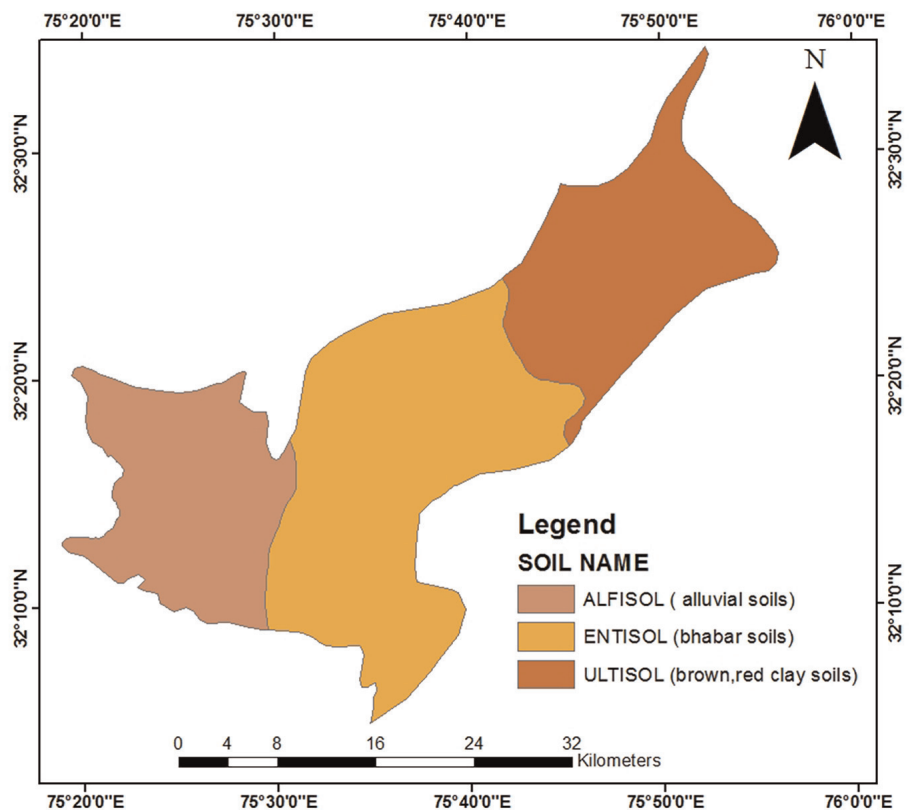 75°20'0"E 75°30'0"E 75°40'0"E 75°50'0"E 76°0'0"E
N
32°30'0"N 32°30'0"N
32°20'0"N 32°20'0"N
Legend
SOIL NAME
ALFISOL ( alluvial soils)
32°10'0"N 32°10'0"N
ENTISOL (bhabar soils)
ULTISOL (brown,red clay soils)
0 4 8 16 24 32
Kilometers
75°20'0"E 75°30'0"E 75°40'0"E 75°50'0"E 76°0'0"E